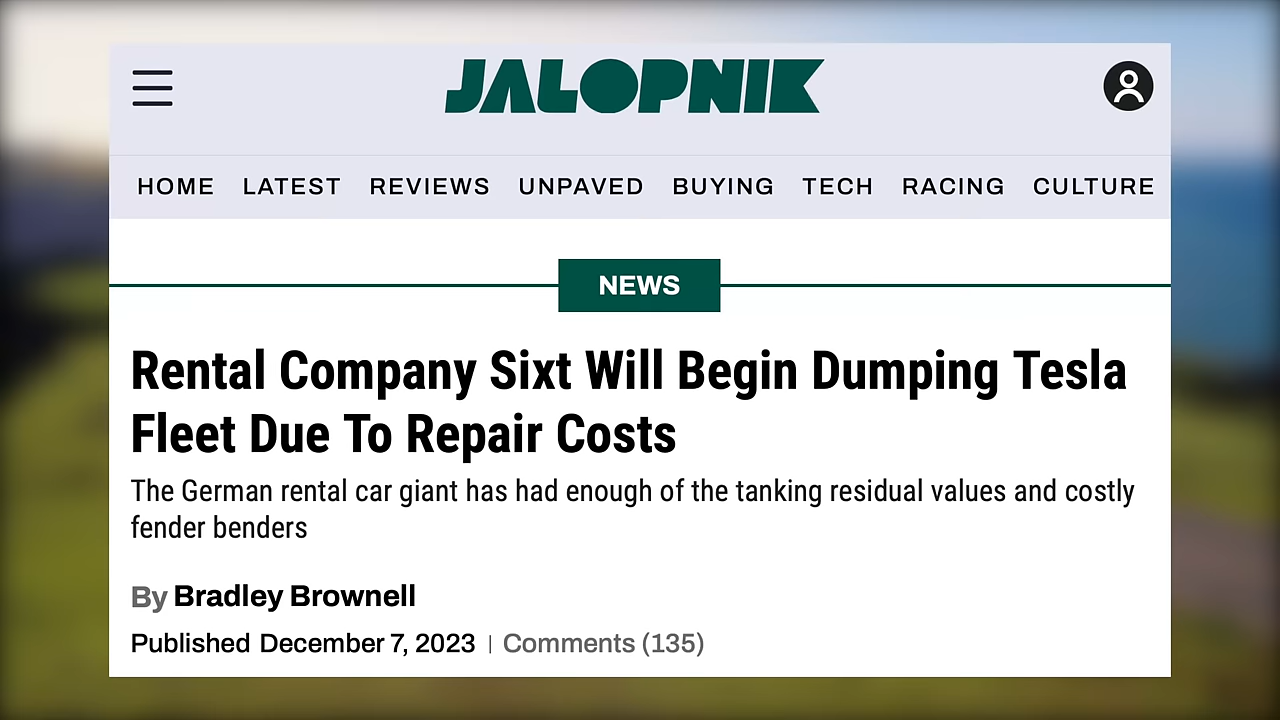 JALOPNIK
HOME LATEST REVIEWS UNPAVED BUYING TECH RACING CULTURE
NEWS
Rental Company Sixt Will Begin Dumping Tesla
Fleet Due To Repair Costs
The German rental car giant has had enough of the tanking residual values and costly
fender benders
By Bradley Brownell
Published December 7, 2023 | Comments (135)